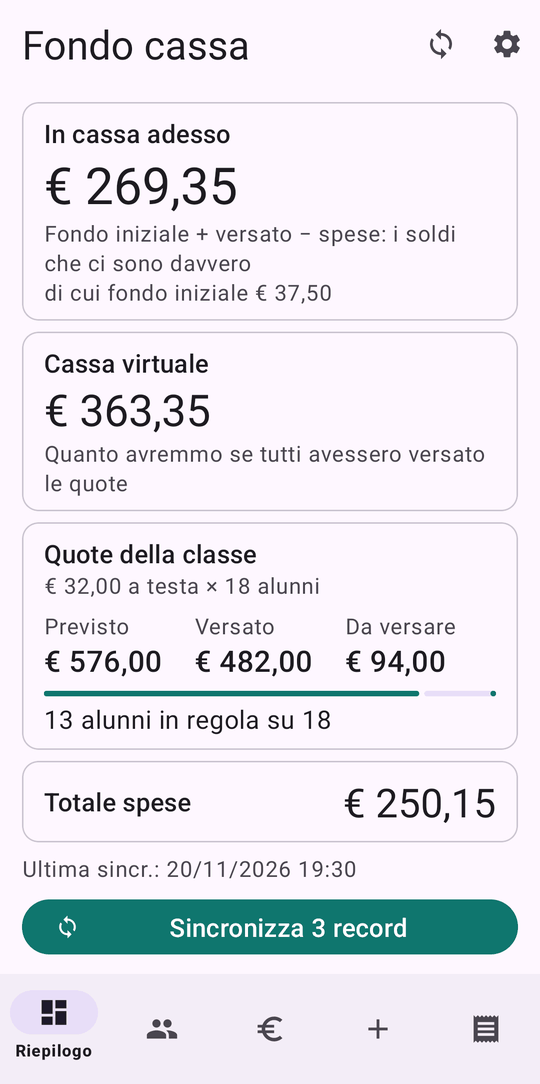 Fondo cassa
In cassa adesso
€ 269,35
Fondo iniziale + versato − spese: i soldi
che ci sono davvero
di cui fondo iniziale € 37,50
Cassa virtuale
€ 363,35
Quanto avremmo se tutti avessero versato
le quote
Quote della classe
€ 32,00 a testa × 18 alunni
Previsto Versato Da versare
€ 576,00 € 482,00 € 94,00
13 alunni in regola su 18
Totale spese € 250,15
Ultima sincr.: 20/11/2026 19:30
Sincronizza 3 record
Riepilogo